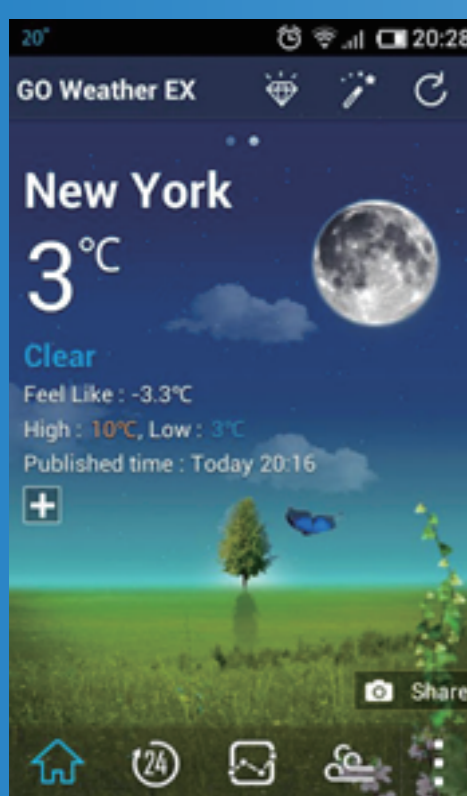 20° 20:28
GO Weather EX
New York
3°C
Clear
Feel Like : -3.3°C
High : 10°C, Low : 3°C
Published time : Today 20:16
Share
24